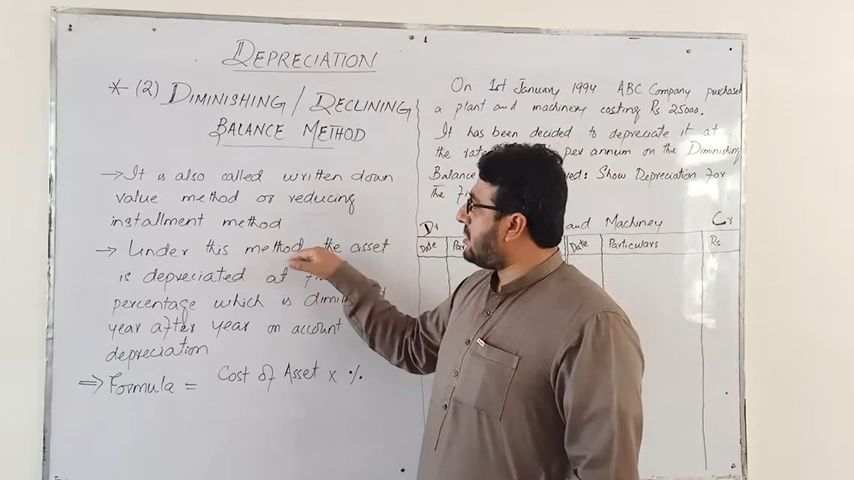 DEPRECIATION
* (2) DIMINISHING / DECLINING
BALANCE METHOD
→ It is also called written down
value method or reducing
installment method
→ Under this method the asset
is depreciated at
percentage which is
year after year on account
depreciation
⇒ Formula = Cost of Asset x %
On 1st January 1994 ABC Company purchased
a plant and machinery costing Rs. 25000.
It has been decided to depreciate it at
the rate per annum on the Diminishing
Balance Show Depreciation for
The
Dr and Machinery Cr
Date Date Particulars Rs